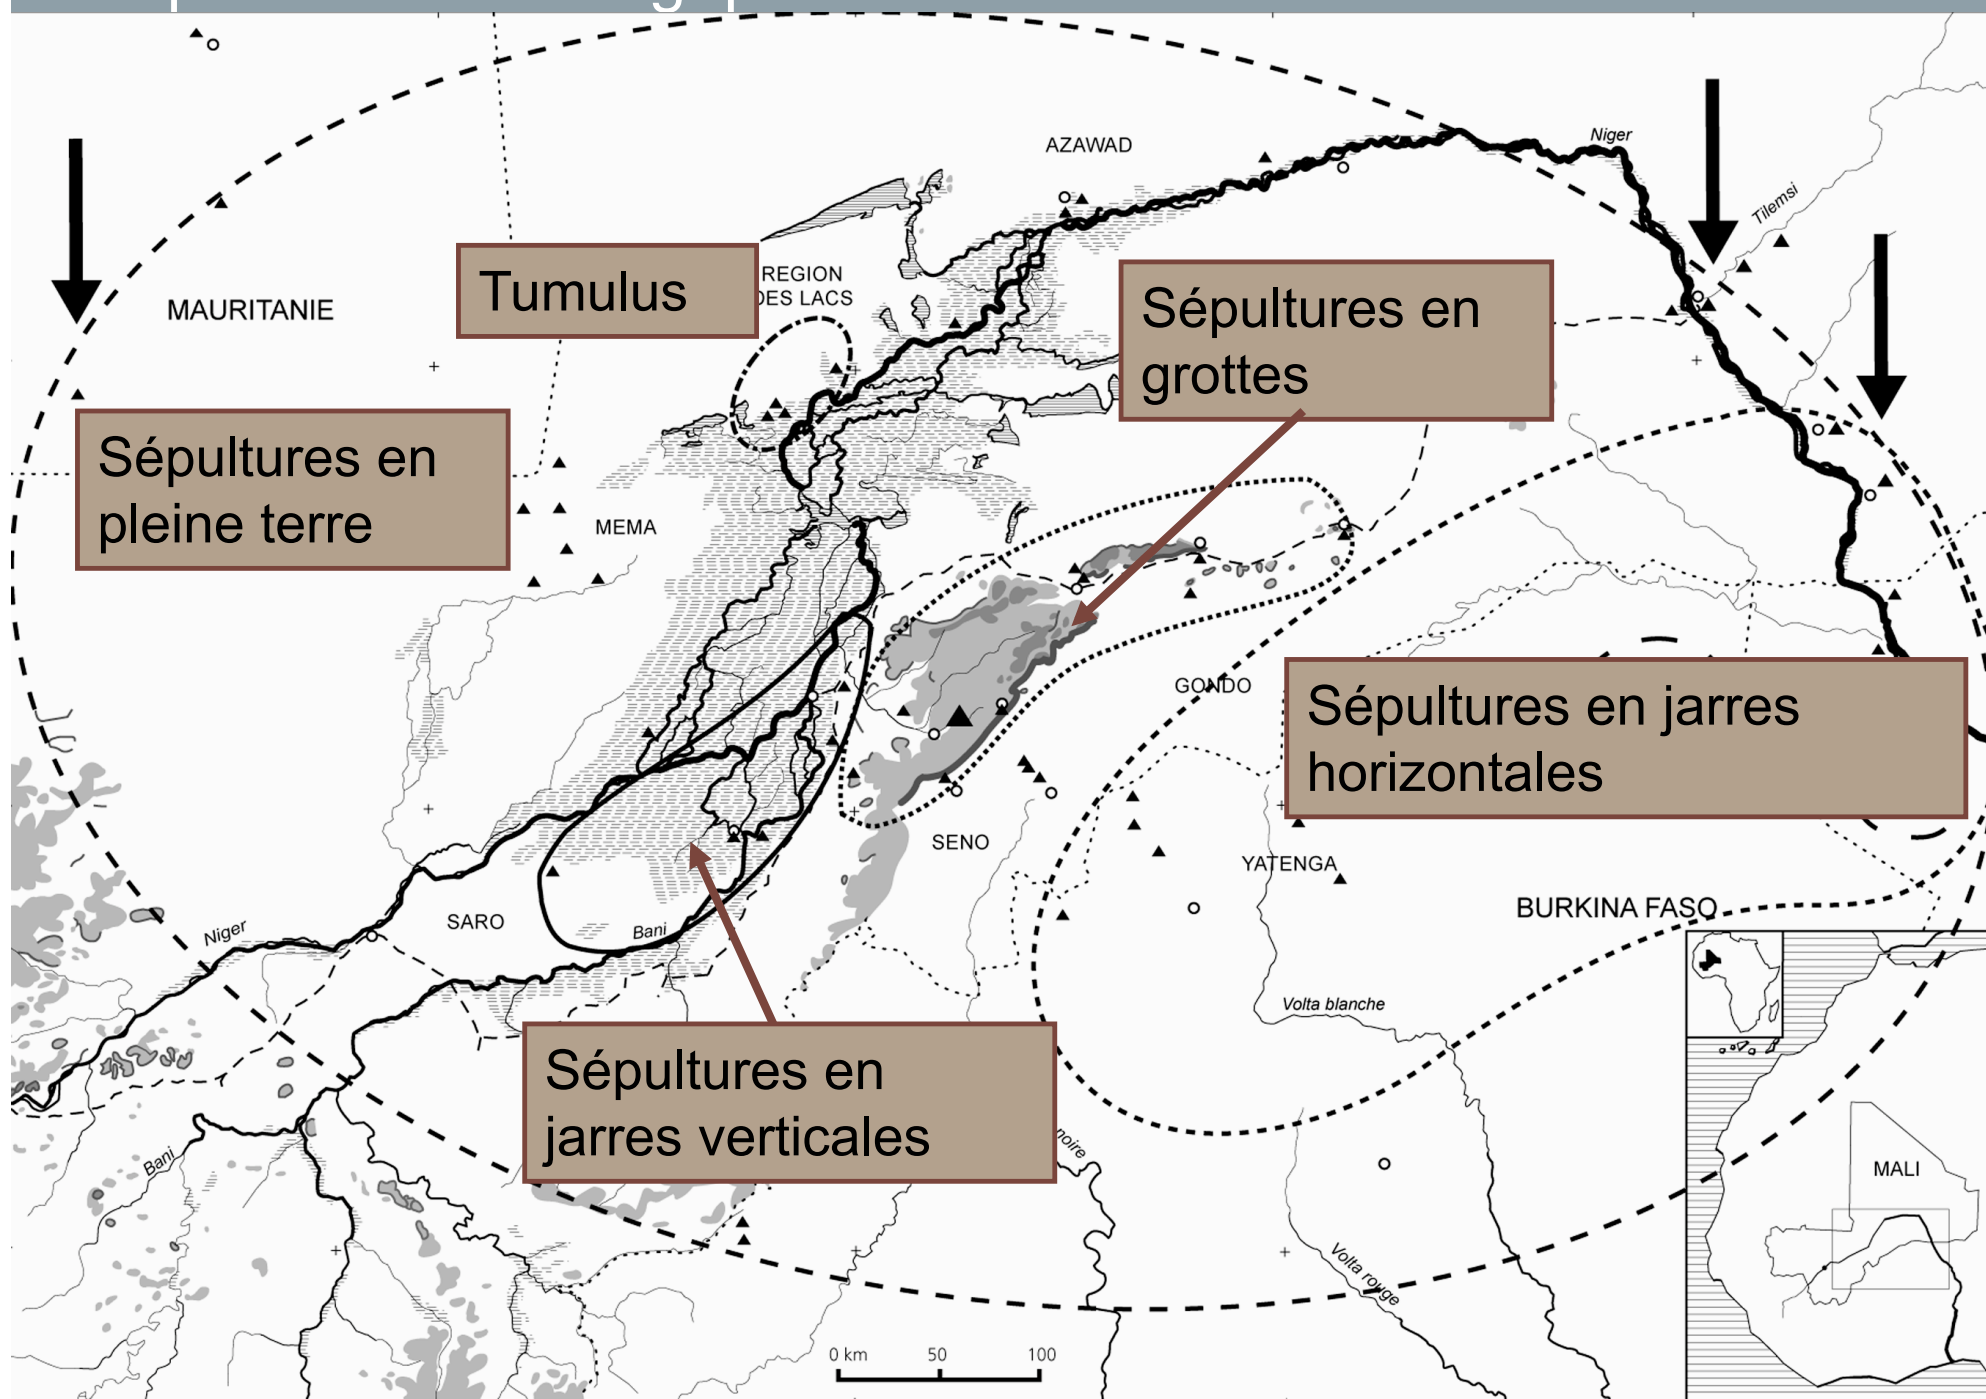 Niger
AZAWAD
Tilemsi
Tumulus
REGION
DES LACS
Sépultures en
grottes
MAURITANIE
Sépultures en
pleine terre
MEMA
GONDO
Sépultures en jarres
horizontales
SENO
YATENGA
BURKINA FASO
SARO
Niger
Bani
Volta blanche
Sépultures en
jarres verticales
noire
Bani
MALI
Volta rouge
0 km 50 100